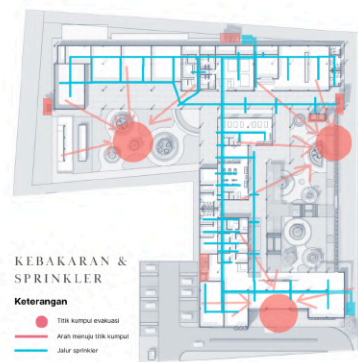 KEBAKARAN &
SPRINKLER
Keterangan
Titik kumpul evakuasi
Arah menuju titik kumpul
Jalur sprinkler